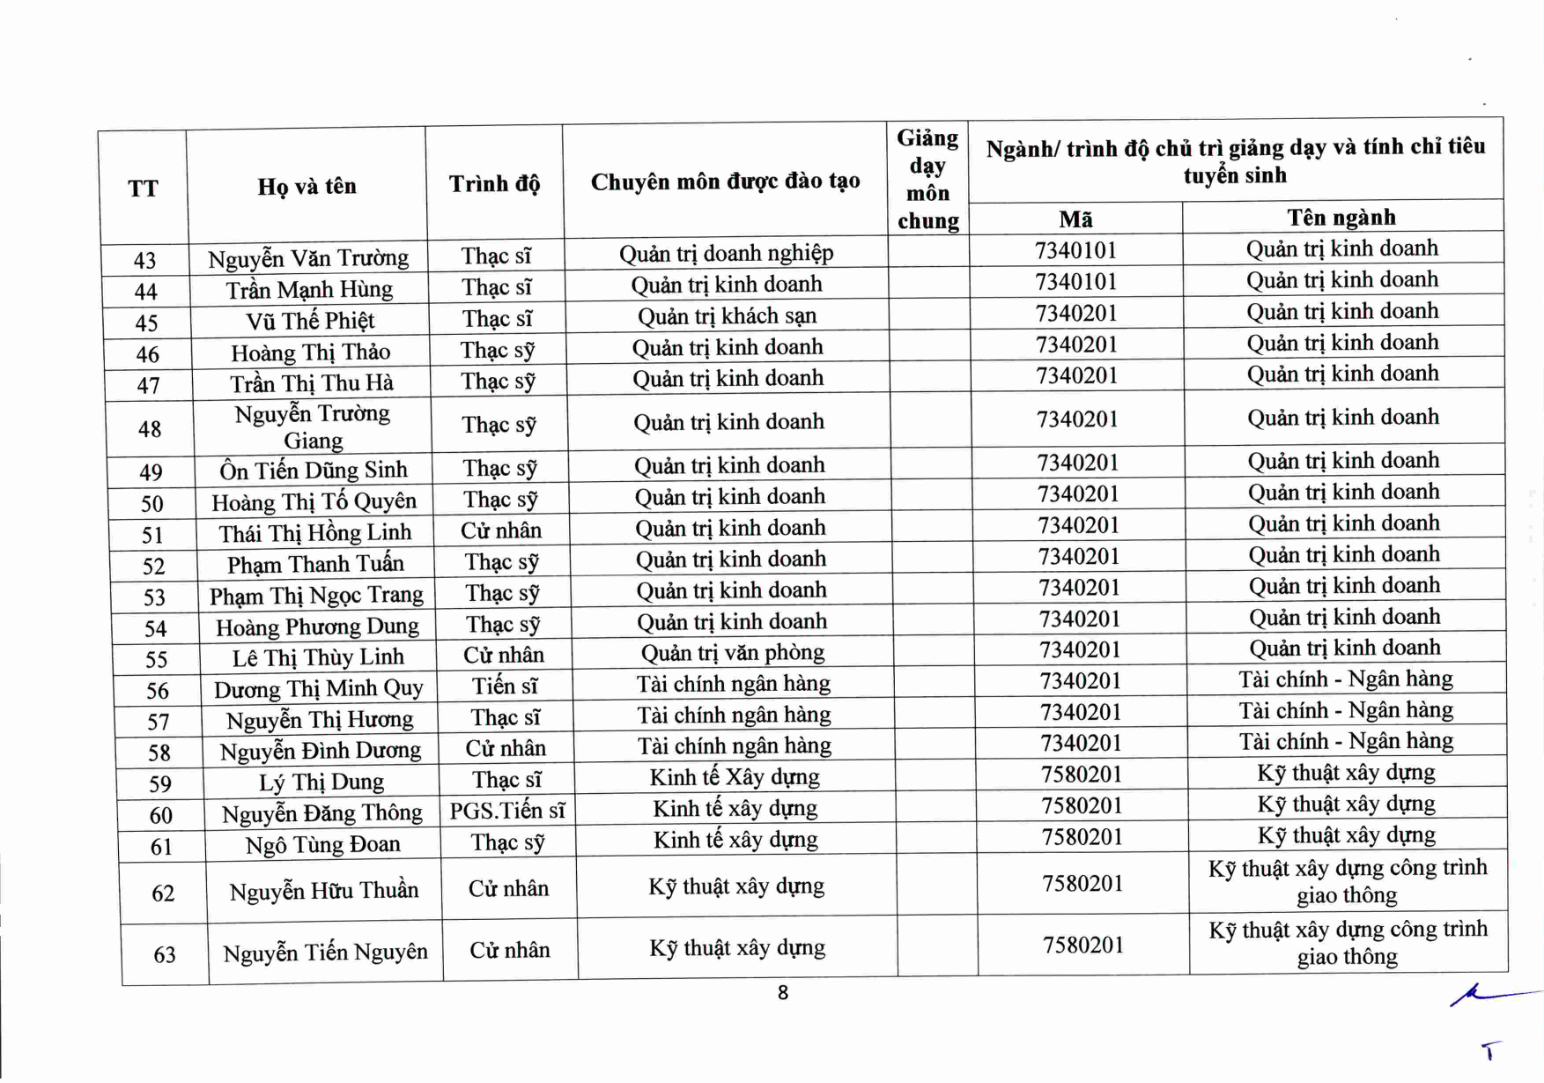 TT Họ và tên Trình độ Chuyên môn được đào tạo Giảng dạy môn chung Ngành/ trình độ chủ trì giảng dạy và tính chỉ tiêu tuyển sinh
Mã Tên ngành
43 Nguyễn Văn Trường Thạc sĩ Quản trị doanh nghiệp 7340101 Quản trị kinh doanh
44 Trần Mạnh Hùng Thạc sĩ Quản trị kinh doanh 7340101 Quản trị kinh doanh
45 Vũ Thế Phiệt Thạc sĩ Quản trị khách sạn 7340201 Quản trị kinh doanh
46 Hoàng Thị Thảo Thạc sỹ Quản trị kinh doanh 7340201 Quản trị kinh doanh
47 Trần Thị Thu Hà Thạc sỹ Quản trị kinh doanh 7340201 Quản trị kinh doanh
48 Nguyễn Trường Giang Thạc sỹ Quản trị kinh doanh 7340201 Quản trị kinh doanh
49 Ôn Tiến Dũng Sinh Thạc sỹ Quản trị kinh doanh 7340201 Quản trị kinh doanh
50 Hoàng Thị Tố Quyên Thạc sỹ Quản trị kinh doanh 7340201 Quản trị kinh doanh
51 Thái Thị Hồng Linh Cử nhân Quản trị kinh doanh 7340201 Quản trị kinh doanh
52 Phạm Thanh Tuấn Thạc sỹ Quản trị kinh doanh 7340201 Quản trị kinh doanh
53 Phạm Thị Ngọc Trang Thạc sỹ Quản trị kinh doanh 7340201 Quản trị kinh doanh
54 Hoàng Phương Dung Thạc sỹ Quản trị kinh doanh 7340201 Quản trị kinh doanh
55 Lê Thị Thùy Linh Cử nhân Quản trị văn phòng 7340201 Quản trị kinh doanh
56 Dương Thị Minh Quy Tiến sĩ Tài chính ngân hàng 7340201 Tài chính - Ngân hàng
57 Nguyễn Thị Hương Thạc sĩ Tài chính ngân hàng 7340201 Tài chính - Ngân hàng
58 Nguyễn Đình Dương Cử nhân Tài chính ngân hàng 7340201 Tài chính - Ngân hàng
59 Lý Thị Dung Thạc sĩ Kinh tế Xây dựng 7580201 Kỹ thuật xây dựng
60 Nguyễn Đăng Thông PGS.Tiến sĩ Kinh tế xây dựng 7580201 Kỹ thuật xây dựng
61 Ngô Tùng Đoan Thạc sỹ Kinh tế xây dựng 7580201 Kỹ thuật xây dựng
62 Nguyễn Hữu Thuần Cử nhân Kỹ thuật xây dựng 7580201 Kỹ thuật xây dựng công trình giao thông
63 Nguyễn Tiến Nguyên Cử nhân Kỹ thuật xây dựng 7580201 Kỹ thuật xây dựng công trình giao thông
8